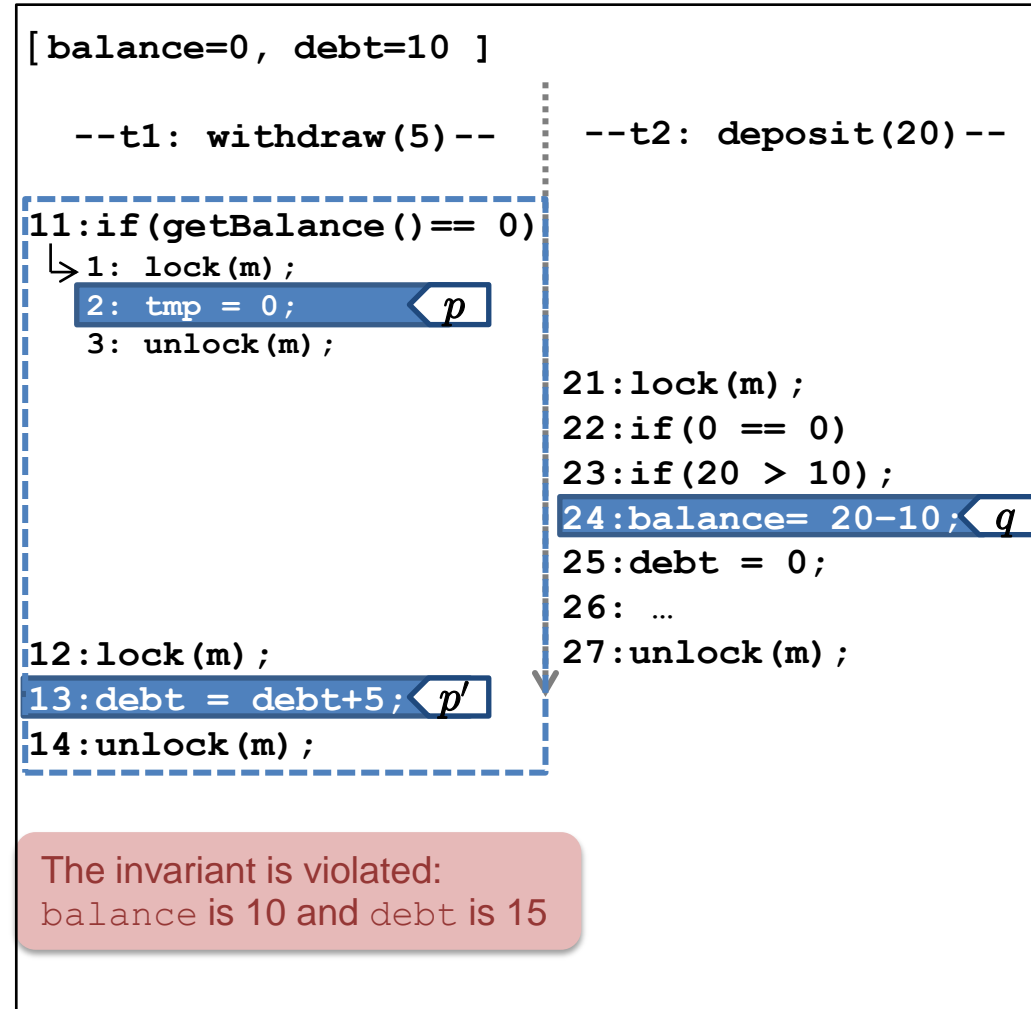 [balance=0, debt=10 ]
--t1: withdraw(5)--
11:if(getBalance()== 0)
1: lock(m);
2: tmp = 0; p
3: unlock(m);
12:lock(m);
13:debt = debt+5; p′
14:unlock(m);
--t2: deposit(20)--
21:lock(m);
22:if(0 == 0)
23:if(20 > 10);
24:balance= 20–10; q
25:debt = 0;
26: …
27:unlock(m);
The invariant is violated:
balance is 10 and debt is 15